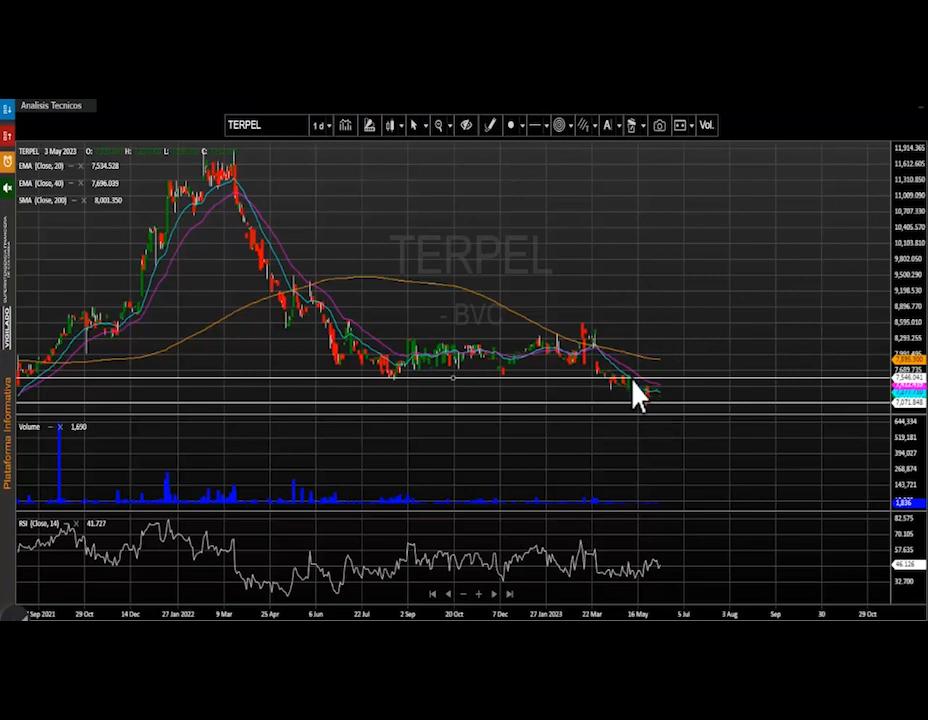 Analisis Tecnicos
TERPEL 1 d A Vol.
TERPEL 3 May 2023 O: H: L: C:
EMA (Close, 20) 7,534.528
EMA (Close, 40) 7,696.039
SMA (Close, 200) 8,001.350
TERPEL
- BVC
11,914.365
11,612.605
11,310.850
11,009.090
10,707.330
10,405.570
10,103.810
9,802.050
9,500.290
9,198.530
8,896.770
8,595.010
8,293.255
7,689.735
7,546.041
7,071.848
Volume 1,690
644,334
519,181
394,027
268,874
143,721
1,836
RSI (Close, 14) 41.727
82.575
70.105
57.635
46.126
32.700
Sep 2021 29 Oct 14 Dec 27 Jan 2022 9 Mar 25 Apr 6 Jun 22 Jul 2 Sep 20 Oct 7 Dec 27 Jan 2023 22 Mar 16 May 5 Jul 3 Aug Sep 30 29 Oct
VIGILADO
Plataforma Informativa